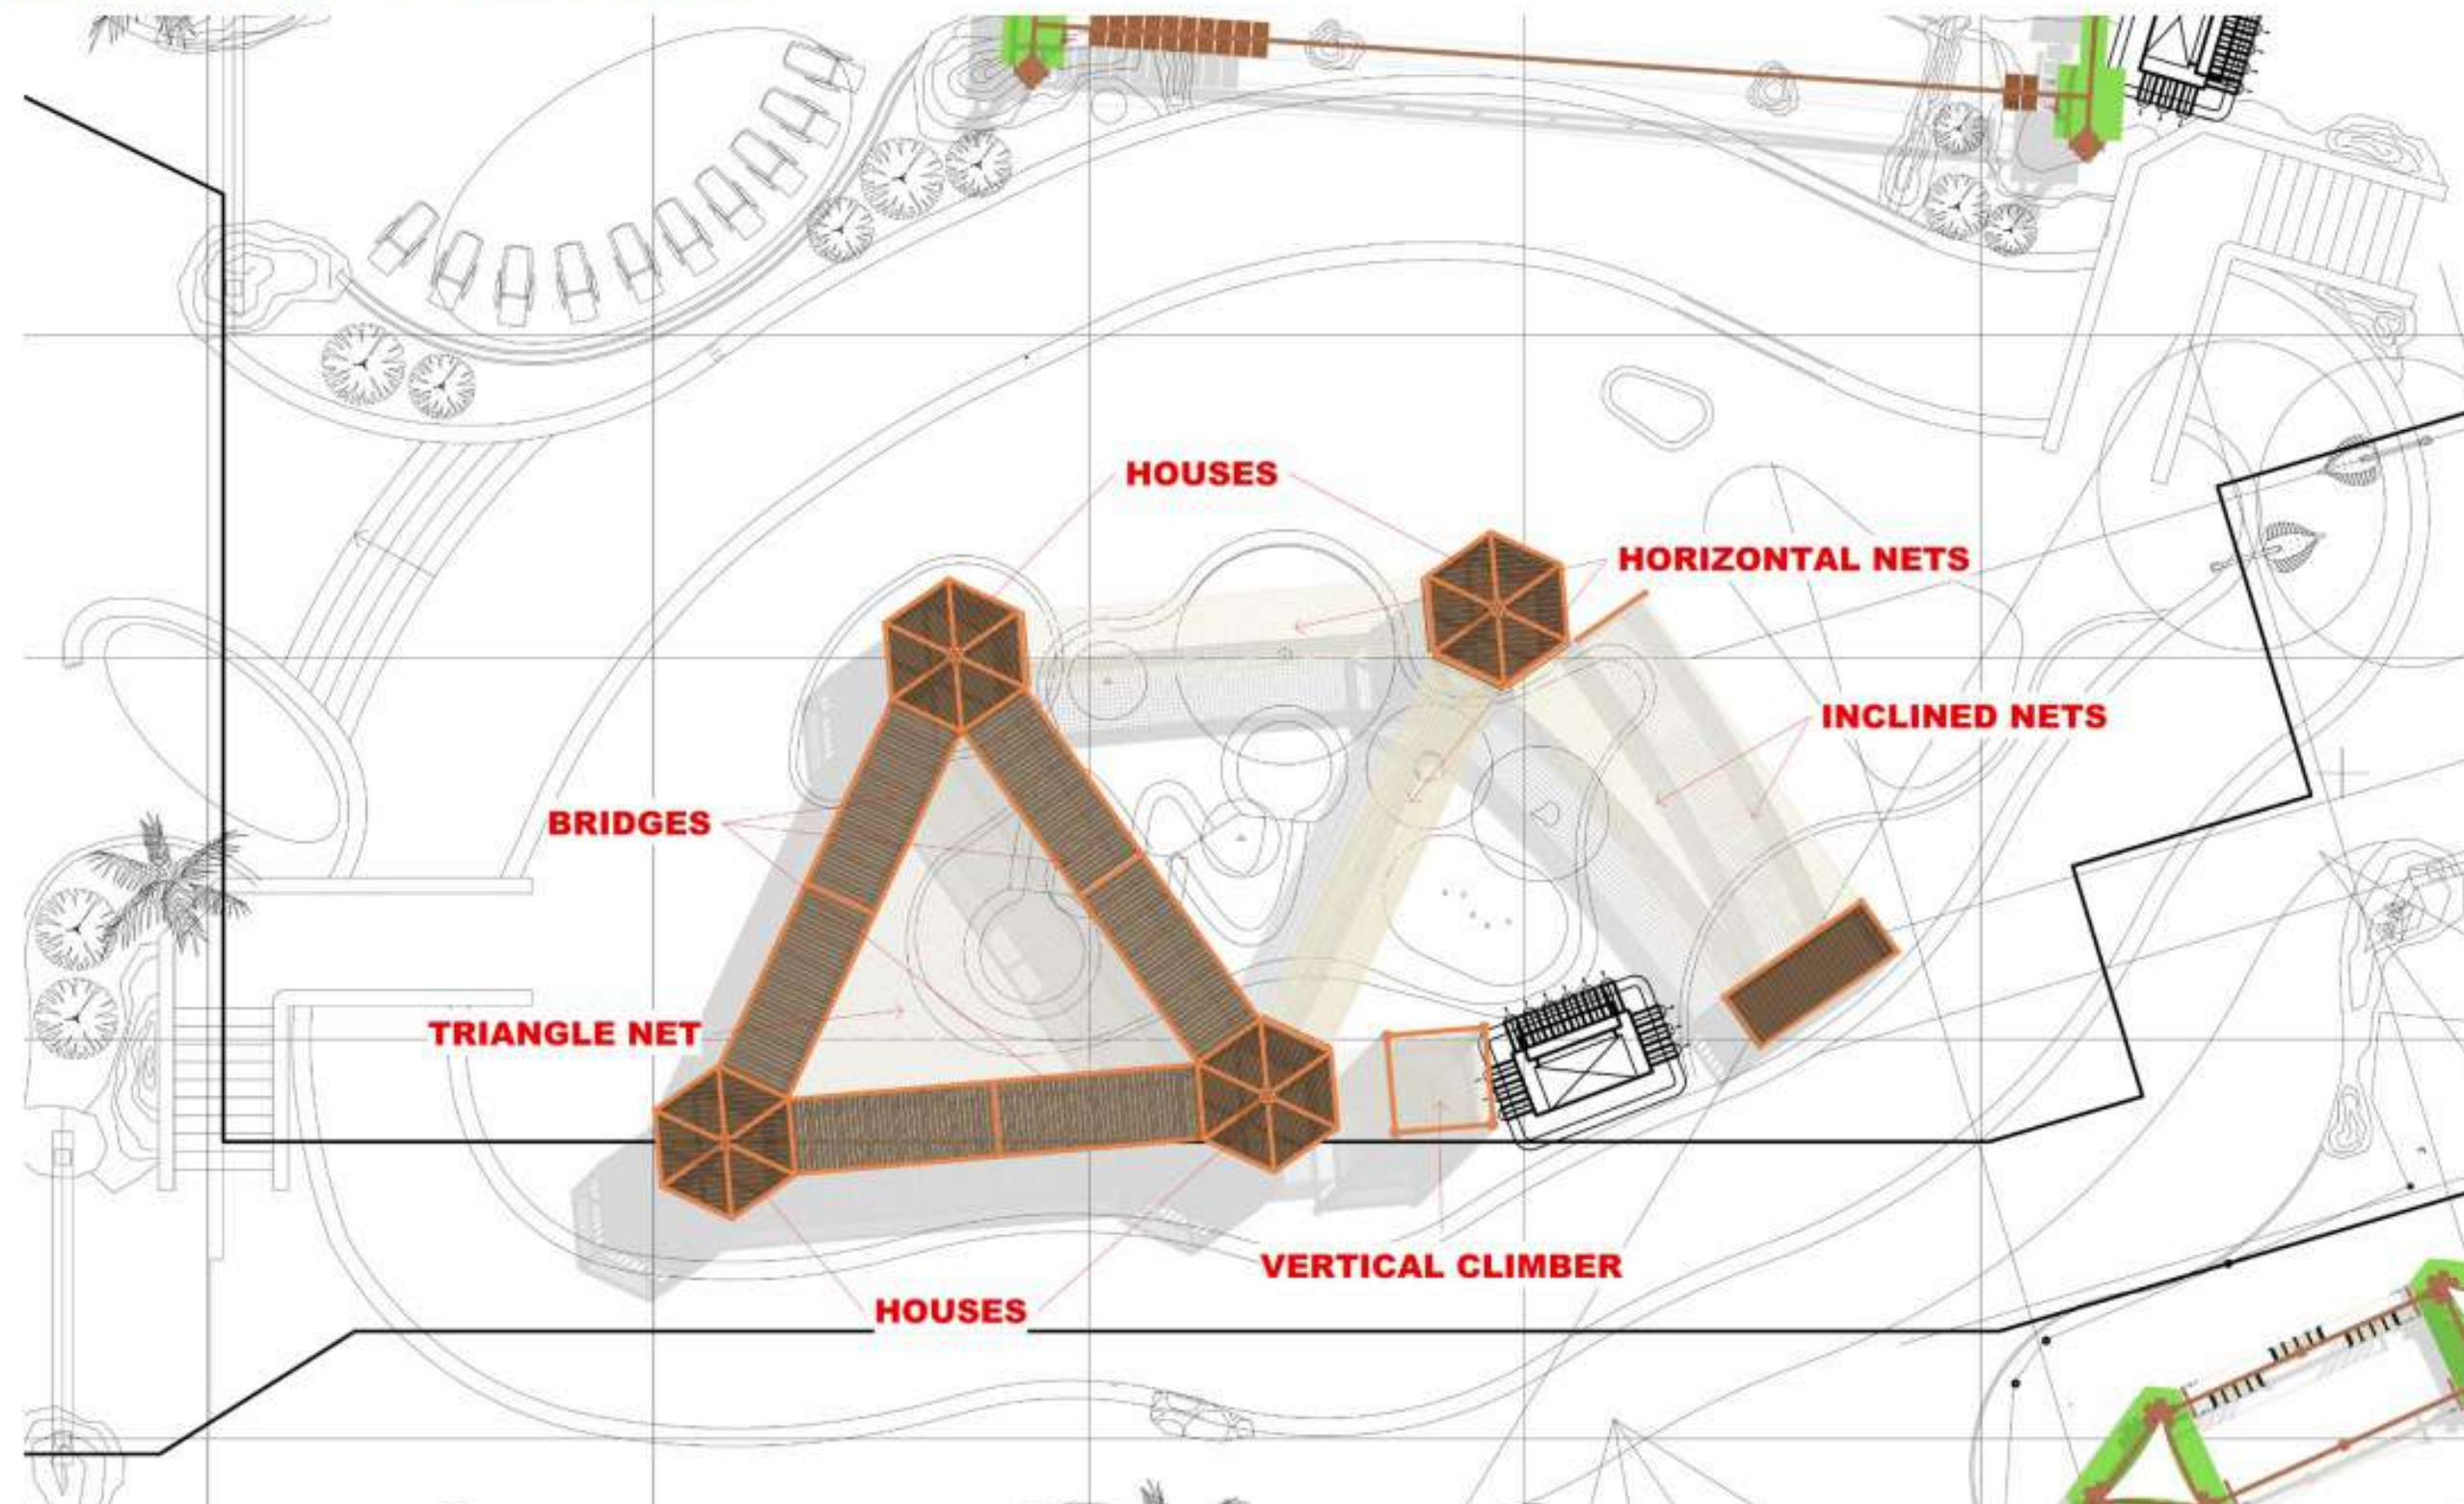 HOUSES
HORIZONTAL NETS
INCLINED NETS
BRIDGES
TRIANGLE NET
VERTICAL CLIMBER
HOUSES